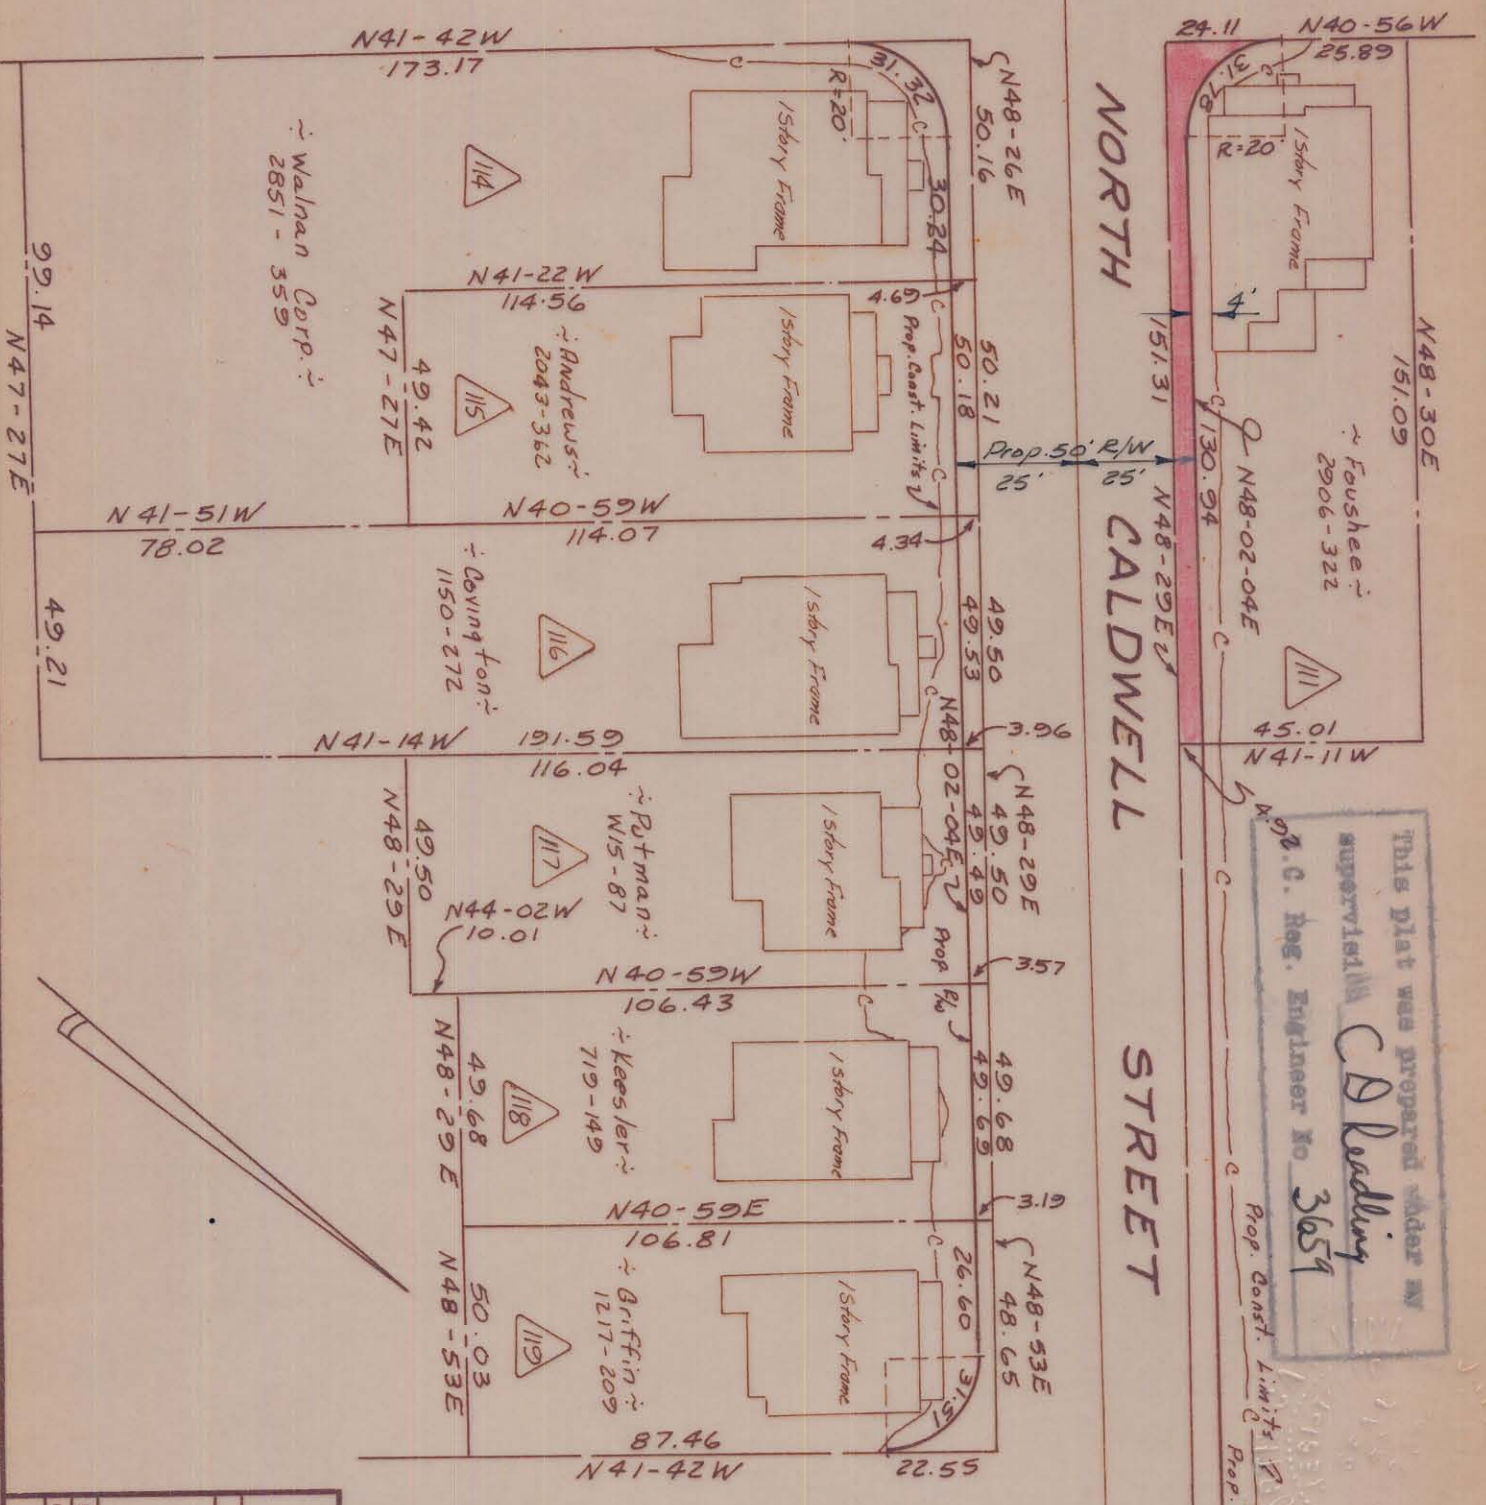 N41-42W
173.17
31.32
R=20'
C
C
N48-26E
50.16
30.24
1 Story Frame
114
~ Walnan Corp. ~
2851 - 359
99.14
N47-27E
N41-22W
114.56
49.42
N47-27E
4.69
Prop. Const. Limits
C
C
50.21
50.18
1 Story Frame
~ Andrews ~
2043-362
115
N40-59W
114.07
N41-51W
78.02
4.34
49.50
49.53
49.21
1 Story Frame
~ Covington ~
1150-272
116
C
N48-02-04E
N41-14W
191.59
116.04
3.96
N48-29E
49.50
49.49
1 Story Frame
~ Putman ~
W15-87
117
49.50
N48-29E
N44-02W
10.01
N40-59W
106.43
3.57
Prop R/W
C
49.68
49.69
1 Story Frame
~ Keesler ~
719-149
118
49.68
N48-29E
N40-59E
106.81
3.19
C
N48-53E
48.65
26.60
31.51
1 Story Frame
~ Griffin ~
1217-209
119
50.03
N48-53E
87.46
N41-42W
22.55
NORTH CALDWELL STREET
Prop. 50' R/W
25' 25'
24.11
N40-56W
25.89
31.78
C
R=20'
1 Story Frame
4'
151.31
N48-29E
C
130.94
N48-02-04E
N48-30E
151.09
~ Foushee ~
2906-322
111
C
45.01
N41-11W
4.92
C
C
Prop. Const. Limits
C
Prop.
This plat was prepared under my
supervision
C D Readling
N.C. Reg. Engineer No 3659